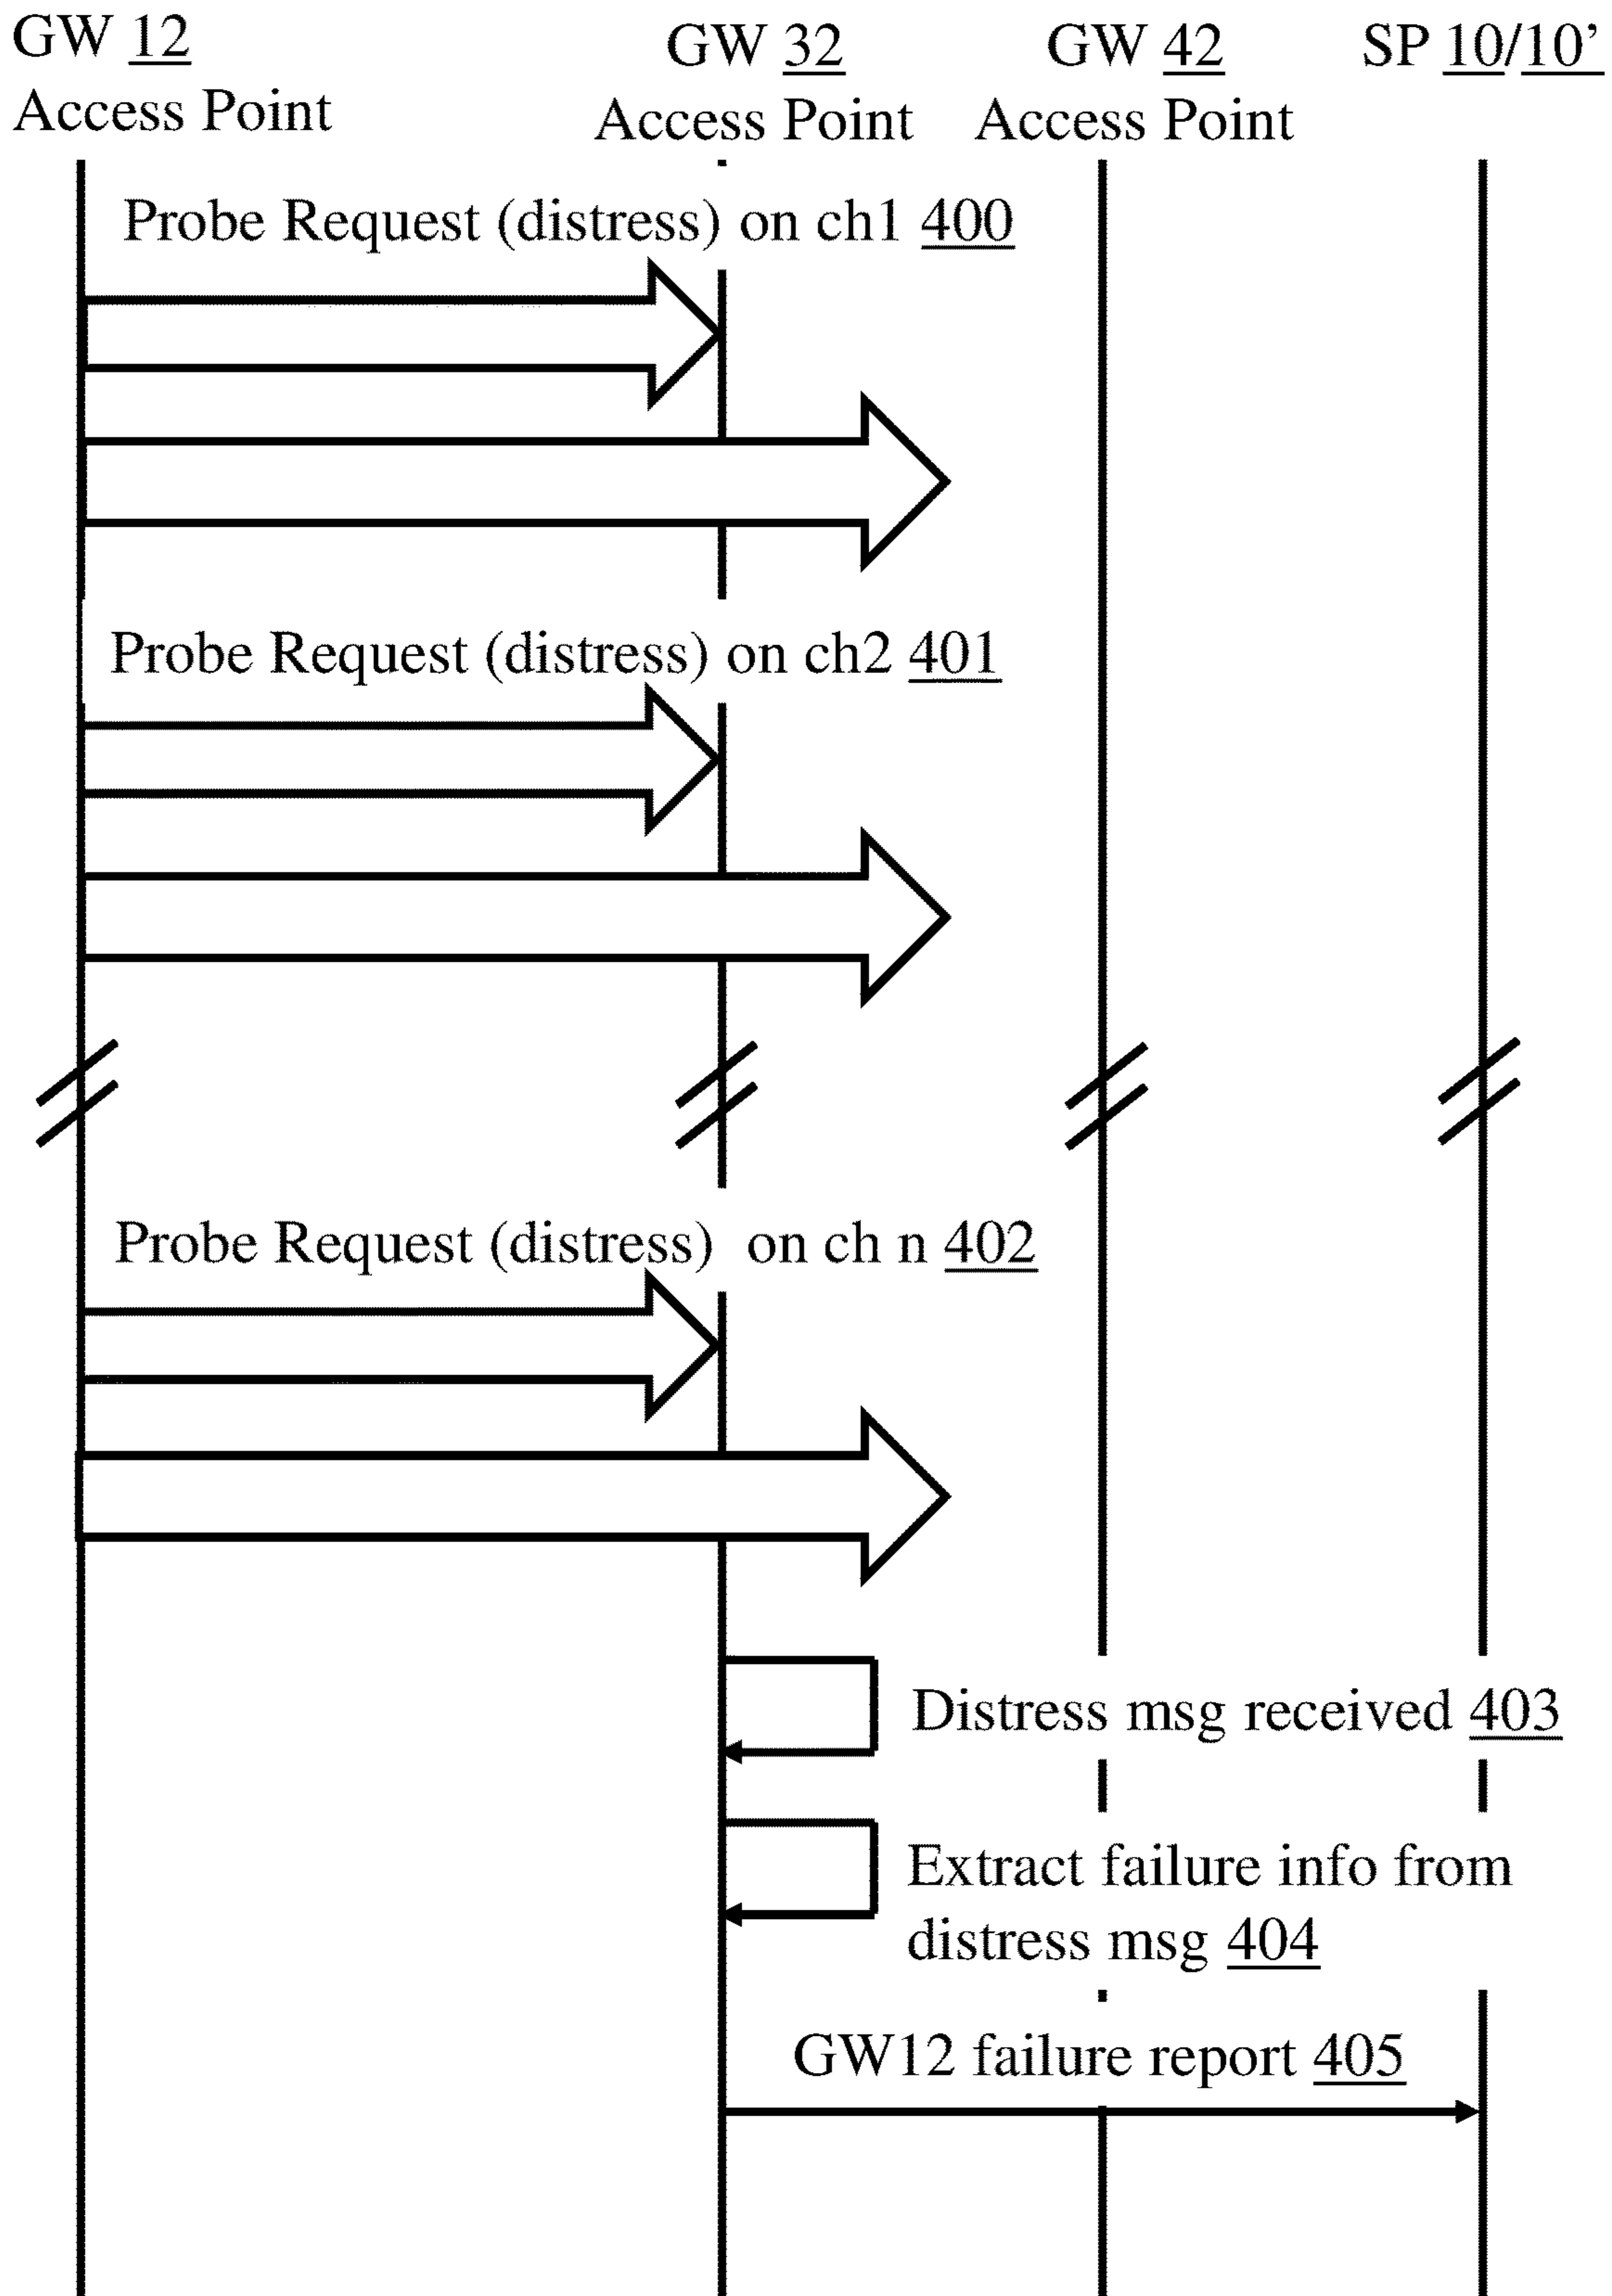 GW 12
Access Point
GW 32
Access Point
GW 42
Access Point
SP 10/10’
Probe Request (distress) on ch1 400
Probe Request (distress) on ch2 401
Probe Request (distress) on ch n 402
Distress msg received 403
Extract failure info from
distress msg 404
GW12 failure report 405